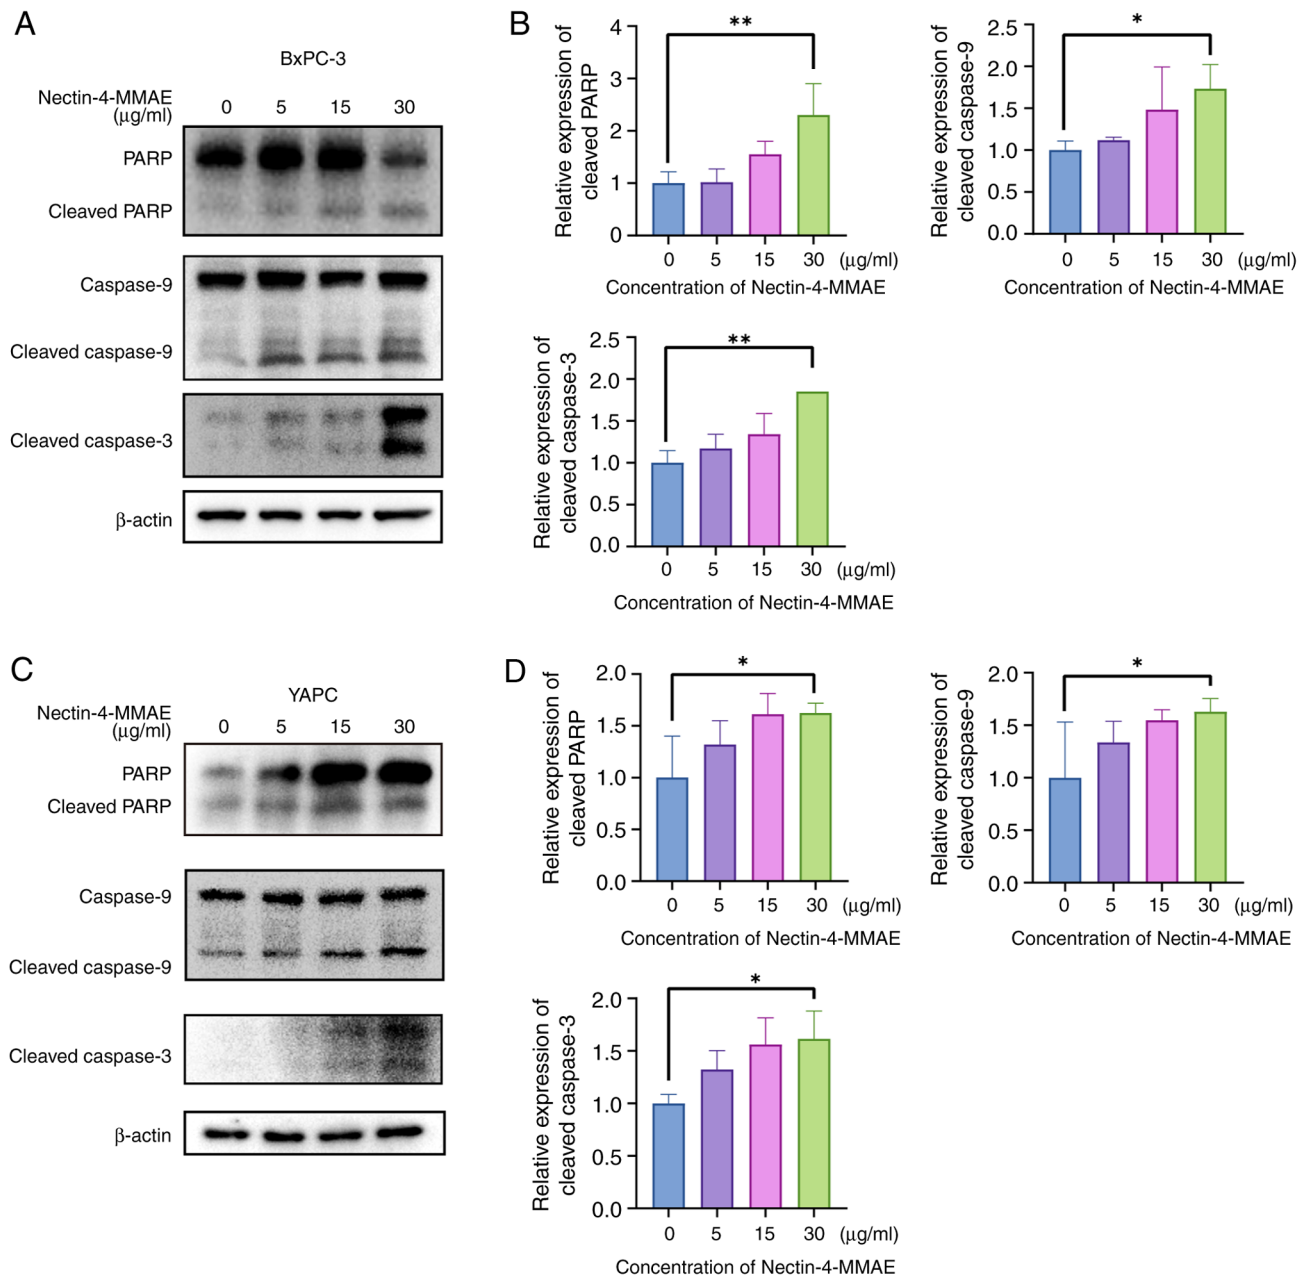 A
BxPC-3
Nectin-4-MMAE
(μg/ml)
0 5 15 30
PARP
Cleaved PARP
Caspase-9
Cleaved caspase-9
Cleaved caspase-3
β-actin
B
Relative expression of
cleaved PARP
4
3
2
1
0
**
0 5 15 30 (μg/ml)
Concentration of Nectin-4-MMAE
Relative expression of
cleaved caspase-9
2.5
2.0
1.5
1.0
0.5
0.0
*
0 5 15 30 (μg/ml)
Concentration of Nectin-4-MMAE
Relative expression of
cleaved caspase-3
2.5
2.0
1.5
1.0
0.5
0.0
**
0 5 15 30 (μg/ml)
Concentration of Nectin-4-MMAE
C
YAPC
Nectin-4-MMAE
(μg/ml)
0 5 15 30
PARP
Cleaved PARP
Caspase-9
Cleaved caspase-9
Cleaved caspase-3
β-actin
D
Relative expression of
cleaved PARP
2.0
1.5
1.0
0.5
0.0
*
0 5 15 30 (μg/ml)
Concentration of Nectin-4-MMAE
Relative expression of
cleaved caspase-9
2.0
1.5
1.0
0.5
0.0
*
0 5 15 30 (μg/ml)
Concentration of Nectin-4-MMAE
Relative expression of
cleaved caspase-3
2.0
1.5
1.0
0.5
0.0
*
0 5 15 30 (μg/ml)
Concentration of Nectin-4-MMAE